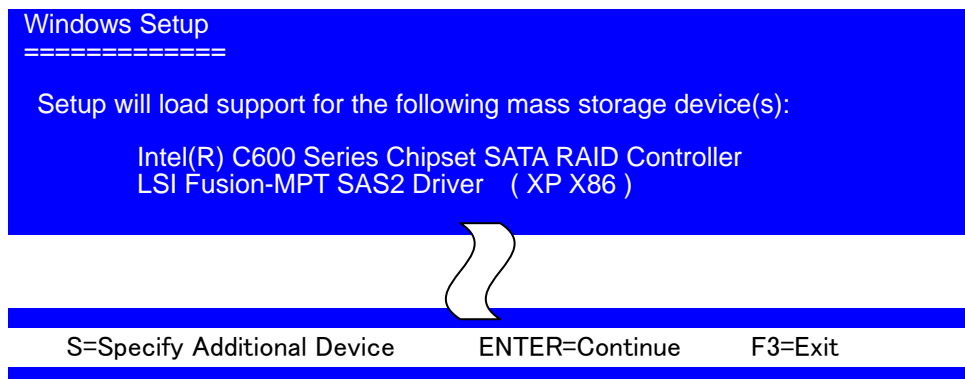 Windows Setup
=============
Setup will load support for the following mass storage device(s):
Intel(R) C600 Series Chipset SATA RAID Controller
LSI Fusion-MPT SAS2 Driver ( XP X86 )
S=Specify Additional Device ENTER=Continue F3=Exit